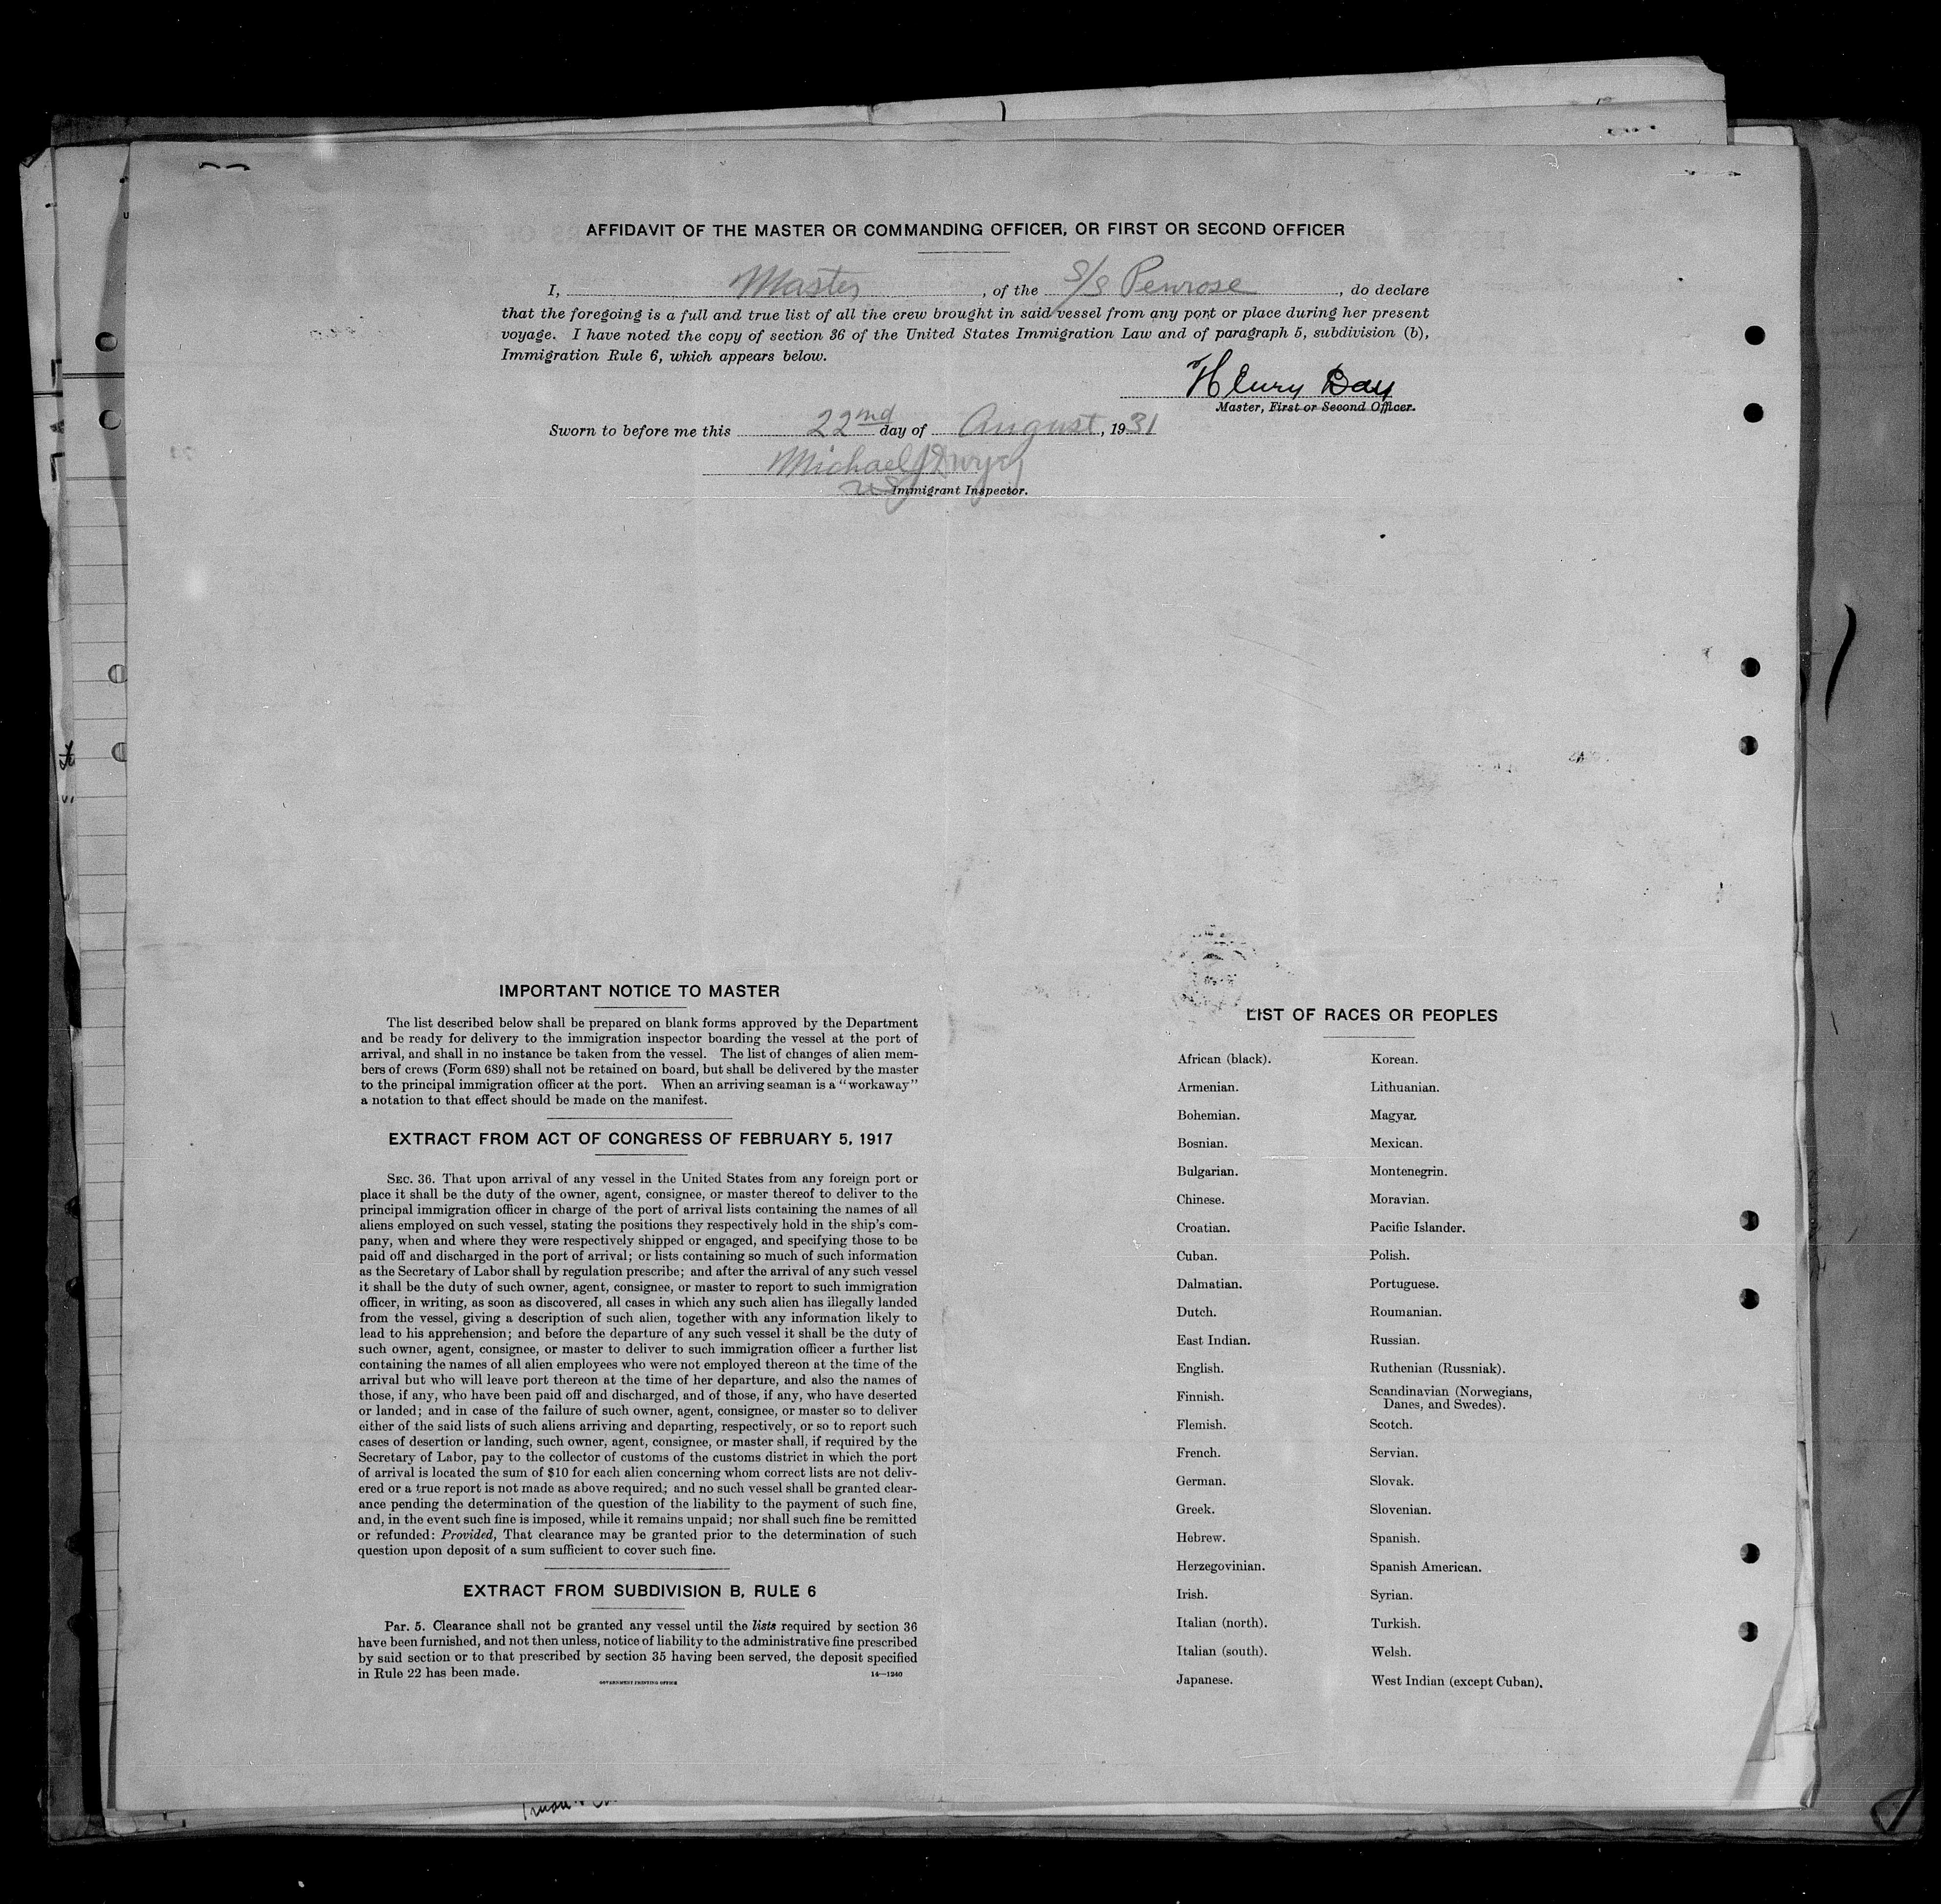 AFFIDAVIT OF THE MASTER OR COMMANDING OFFICER, OR FIRST OR SECOND OFFICER
I, Master, of the S/S Penrose, do declare
that the foregoing is a full and true list of all the crew brought in said vessel from any port or place during her present
voyage. I have noted the copy of section 36 of the United States Immigration Law and of paragraph 5, subdivision (b),
Immigration Rule 6, which appears below.
Henry Day
Master, First or Second Officer.
Sworn to before me this 22nd day of August, 1931
Michael J Dwyer
US Immigrant Inspector.
IMPORTANT NOTICE TO MASTER
The list described below shall be prepared on blank forms approved by the Department
and be ready for delivery to the immigration inspector boarding the vessel at the port of
arrival, and shall in no instance be taken from the vessel. The list of changes of alien mem-
bers of crews (Form 689) shall not be retained on board, but shall be delivered by the master
to the principal immigration officer at the port. When an arriving seaman is a "workaway"
a notation to that effect should be made on the manifest.
EXTRACT FROM ACT OF CONGRESS OF FEBRUARY 5, 1917
SEC. 36. That upon arrival of any vessel in the United States from any foreign port or
place it shall be the duty of the owner, agent, consignee, or master thereof to deliver to the
principal immigration officer in charge of the port of arrival lists containing the names of all
aliens employed on such vessel, stating the positions they respectively hold in the ship's com-
pany, when and where they were respectively shipped or engaged, and specifying those to be
paid off and discharged in the port of arrival; or lists containing so much of such information
as the Secretary of Labor shall by regulation prescribe; and after the arrival of any such vessel
it shall be the duty of such owner, agent, consignee, or master to report to such immigration
officer, in writing, as soon as discovered, all cases in which any such alien has illegally landed
from the vessel, giving a description of such alien, together with any information likely to
lead to his apprehension; and before the departure of any such vessel it shall be the duty of
such owner, agent, consignee, or master to deliver to such immigration officer a further list
containing the names of all alien employees who were not employed thereon at the time of the
arrival but who will leave port thereon at the time of her departure, and also the names of
those, if any, who have been paid off and discharged, and of those, if any, who have deserted
or landed; and in case of the failure of such owner, agent, consignee, or master so to deliver
either of the said lists of such aliens arriving and departing, respectively, or so to report such
cases of desertion or landing, such owner, agent, consignee, or master shall, if required by the
Secretary of Labor, pay to the collector of customs of the customs district in which the port
of arrival is located the sum of $10 for each alien concerning whom correct lists are not deliv-
ered or a true report is not made as above required; and no such vessel shall be granted clear-
ance pending the determination of the question of the liability to the payment of such fine,
and, in the event such fine is imposed, while it remains unpaid; nor shall such fine be remitted
or refunded: Provided, That clearance may be granted prior to the determination of such
question upon deposit of a sum sufficient to cover such fine.
EXTRACT FROM SUBDIVISION B, RULE 6
Par. 5. Clearance shall not be granted any vessel until the lists required by section 36
have been furnished, and not then unless, notice of liability to the administrative fine prescribed
by said section or to that prescribed by section 35 having been served, the deposit specified
in Rule 22 has been made. 14—1240
GOVERNMENT PRINTING OFFICE
LIST OF RACES OR PEOPLES
African (black).
Armenian.
Bohemian.
Bosnian.
Bulgarian.
Chinese.
Croatian.
Cuban.
Dalmatian.
Dutch.
East Indian.
English.
Finnish.
Flemish.
French.
German.
Greek.
Hebrew.
Herzegovinian.
Irish.
Italian (north).
Italian (south).
Japanese.
Korean.
Lithuanian.
Magyar.
Mexican.
Montenegrin.
Moravian.
Pacific Islander.
Polish.
Portuguese.
Roumanian.
Russian.
Ruthenian (Russniak).
Scandinavian (Norwegians,
Danes, and Swedes).
Scotch.
Servian.
Slovak.
Slovenian.
Spanish.
Spanish American.
Syrian.
Turkish.
Welsh.
West Indian (except Cuban).